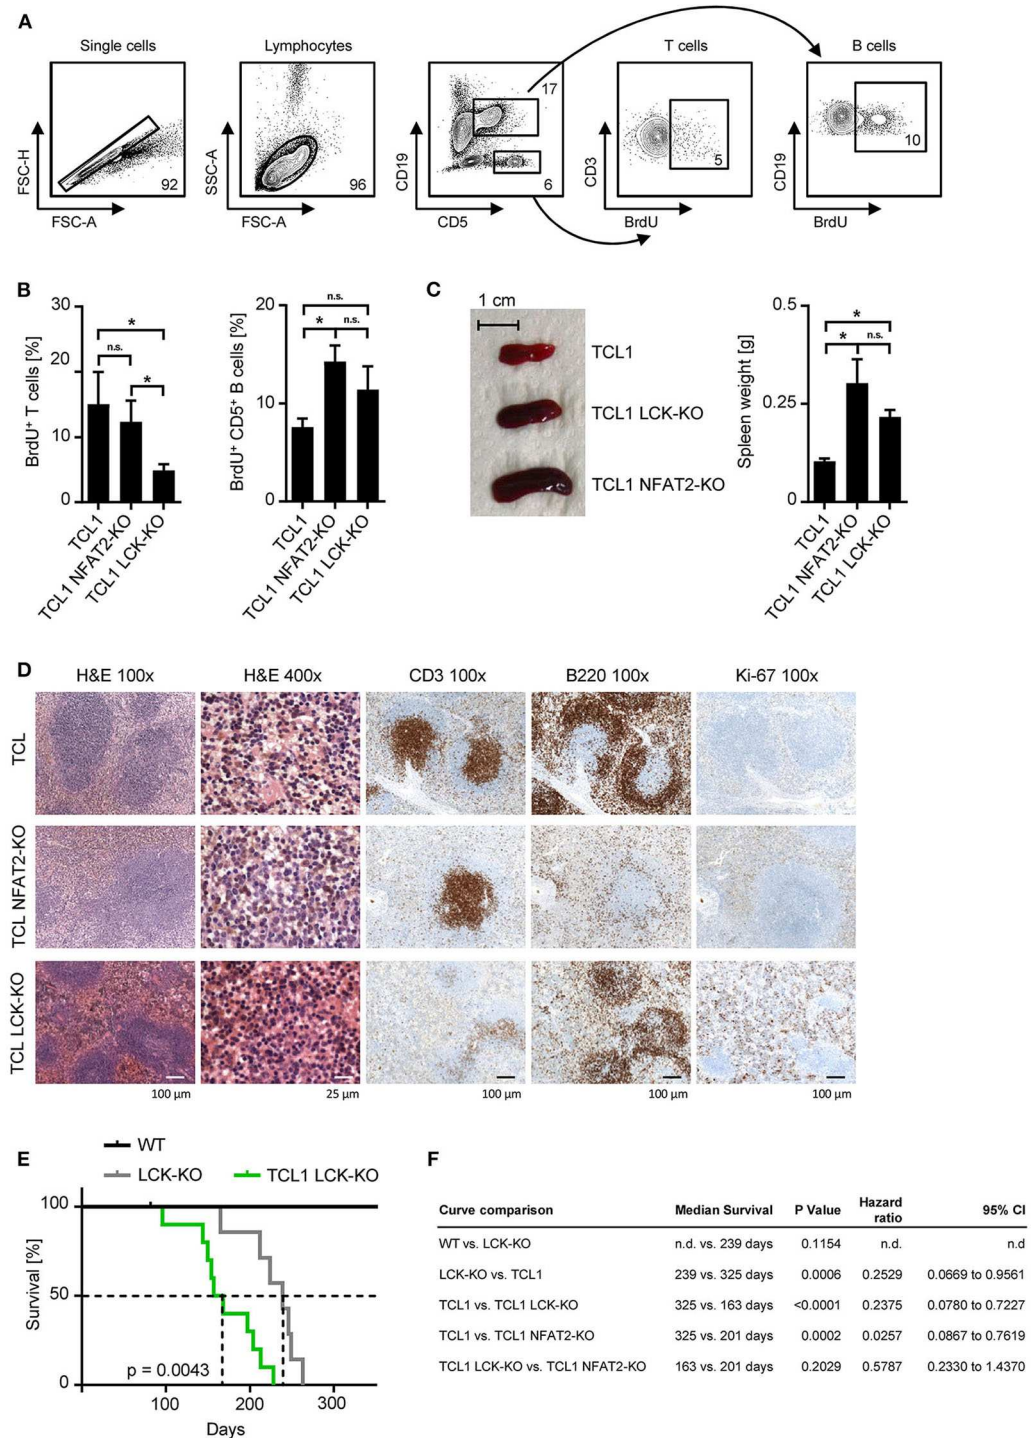 A
Single cells
Lymphocytes
T cells
B cells
FSC-H
FSC-A
92
SSC-A
FSC-A
96
CD19
CD5
17
6
CD3
BrdU
5
CD19
BrdU
10
B
BrdU⁺ T cells [%]
30
20
10
0
*
n.s.
*
TCL1
TCL1 NFAT2-KO
TCL1 LCK-KO
BrdU⁺ CD5⁺ B cells [%]
20
10
0
n.s.
*
n.s.
TCL1
TCL1 NFAT2-KO
TCL1 LCK-KO
C
1 cm
TCL1
TCL1 LCK-KO
TCL1 NFAT2-KO
Spleen weight [g]
0.5
0.25
0
*
*
n.s.
TCL1
TCL1 NFAT2-KO
TCL1 LCK-KO
D
H&E 100x
H&E 400x
CD3 100x
B220 100x
Ki-67 100x
TCL
TCL NFAT2-KO
TCL LCK-KO
100 µm
25 µm
100 µm
100 µm
100 µm
E
WT
LCK-KO
TCL1 LCK-KO
Survival [%]
100
50
0
p = 0.0043
100
200
300
Days
F
Curve comparison Median Survival P Value Hazard ratio 95% CI
WT vs. LCK-KO n.d. vs. 239 days 0.1154 n.d. n.d
LCK-KO vs. TCL1 239 vs. 325 days 0.0006 0.2529 0.0669 to 0.9561
TCL1 vs. TCL1 LCK-KO 325 vs. 163 days <0.0001 0.2375 0.0780 to 0.7227
TCL1 vs. TCL1 NFAT2-KO 325 vs. 201 days 0.0002 0.0257 0.0867 to 0.7619
TCL1 LCK-KO vs. TCL1 NFAT2-KO 163 vs. 201 days 0.2029 0.5787 0.2330 to 1.4370